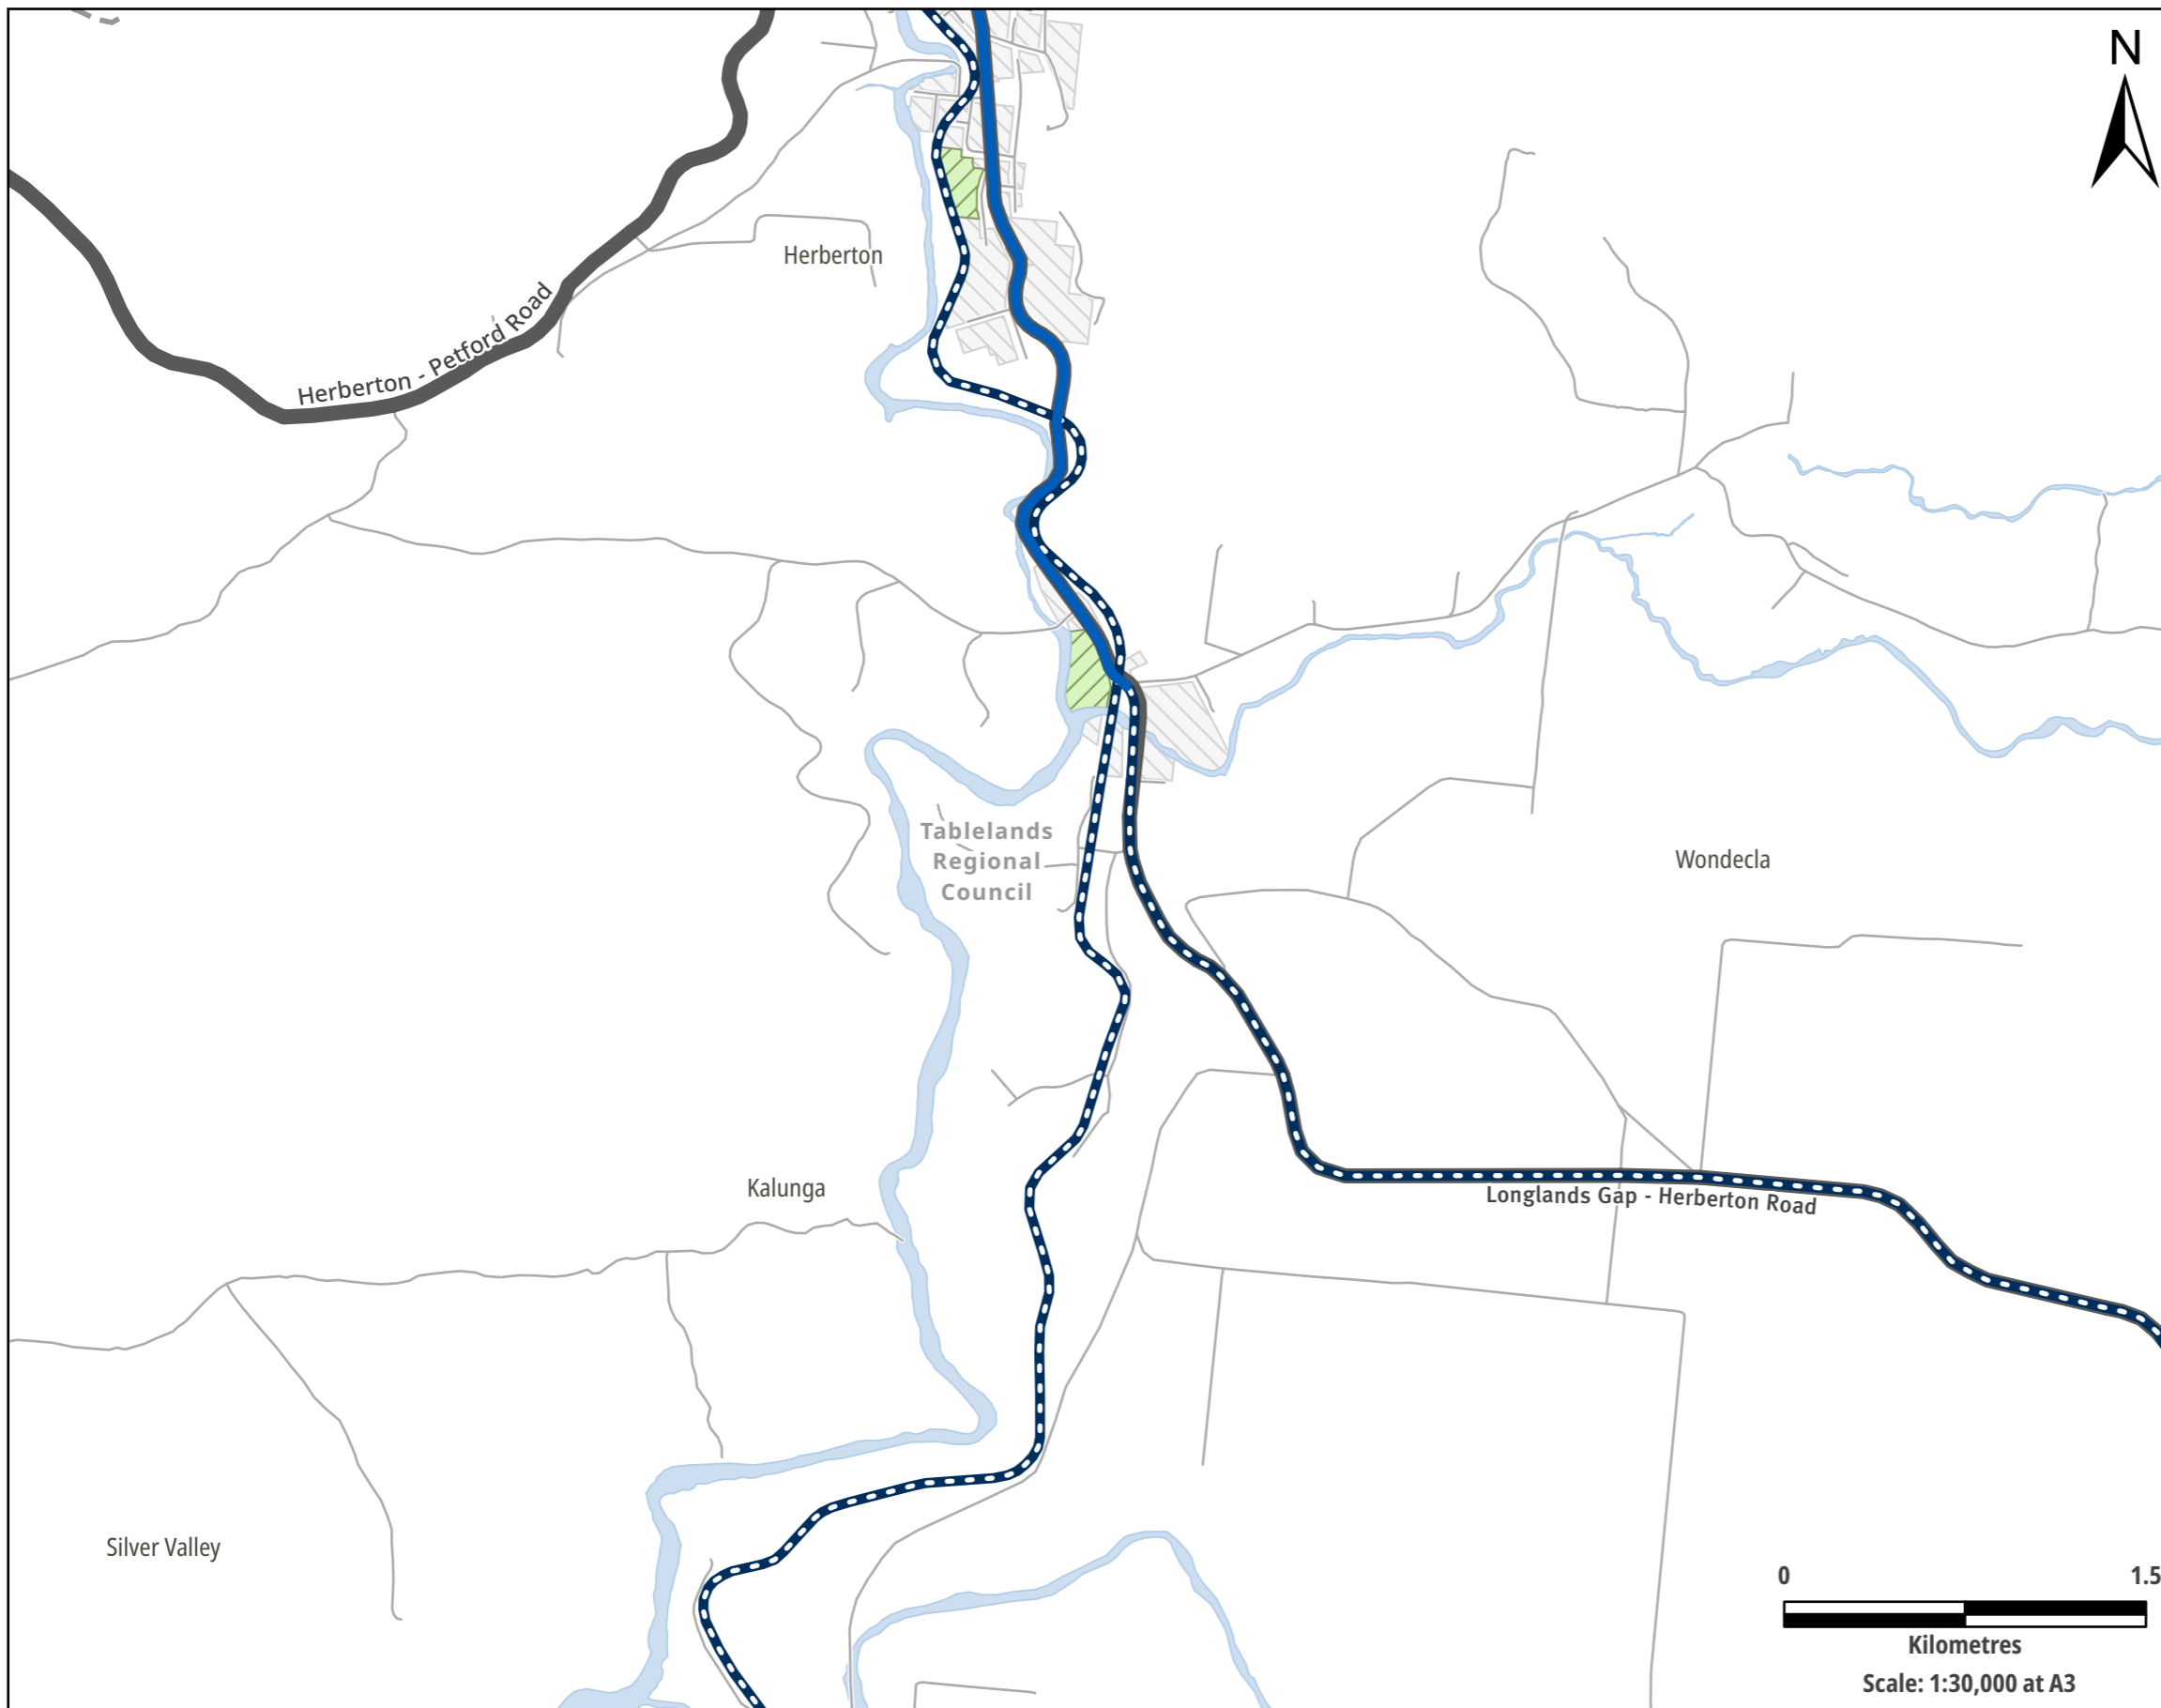 N
Herberton
Herberton - Petford Road
Tablelands
Regional
Council
Wondecla
Kalunga
Longlands Gap - Herberton Road
Silver Valley
0 1.5
Kilometres
Scale: 1:30,000 at A3